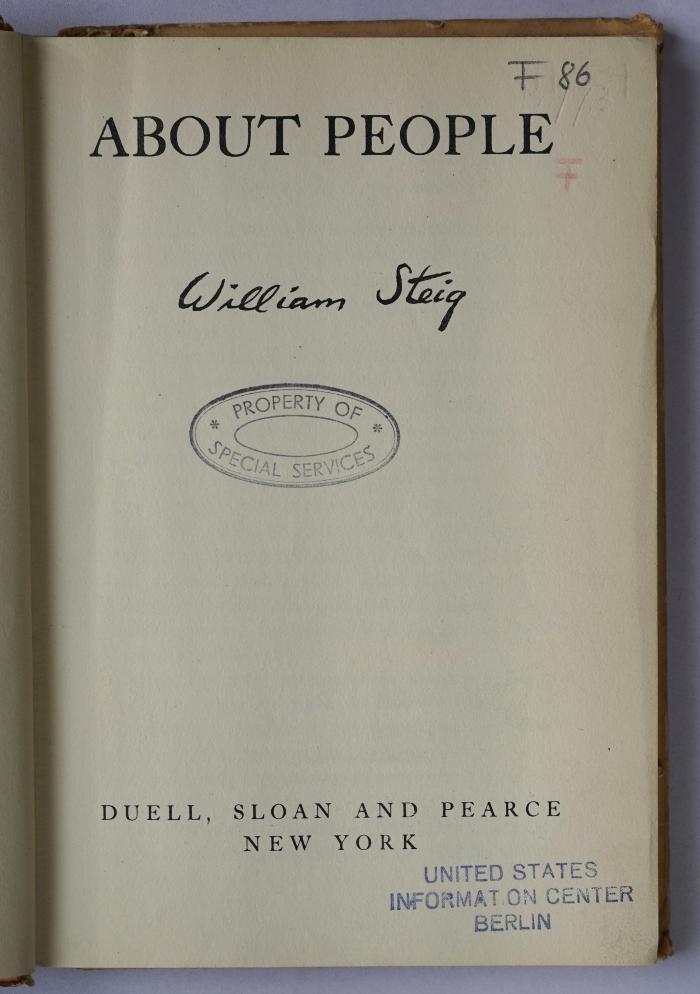 F 86
ABOUT PEOPLE
F
William Steig
* PROPERTY OF *
SPECIAL SERVICES
DUELL, SLOAN AND PEARCE
NEW YORK
UNITED STATES
INFORMAT ON CENTER
BERLIN